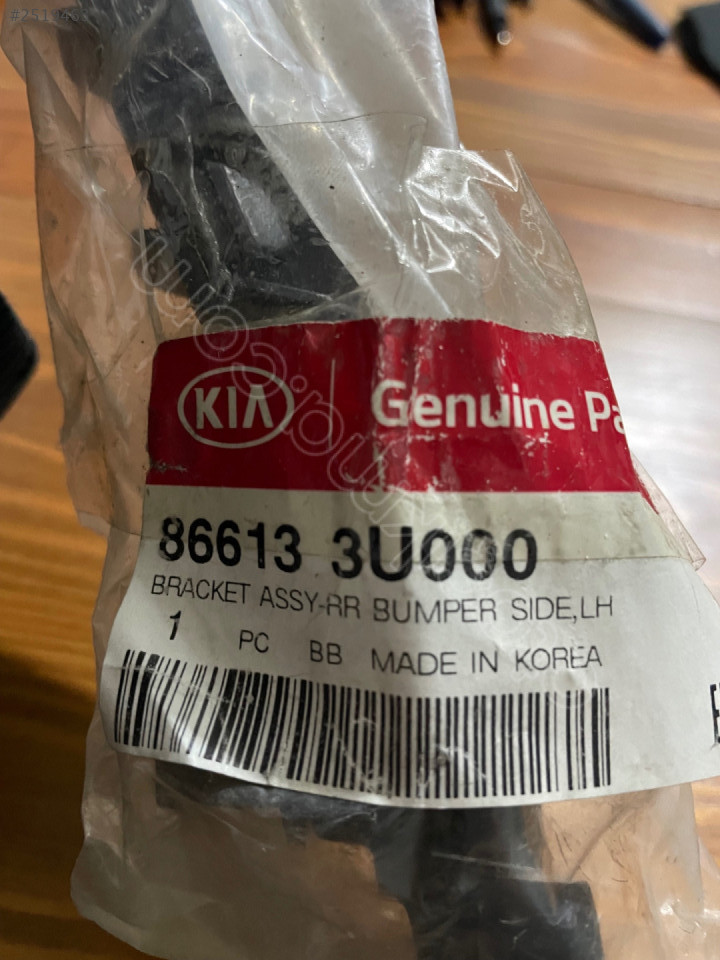 KIA Genuine Pa
86613 3U000
BRACKET ASSY-RR BUMPER SIDE,LH
1 PC BB MADE IN KOREA